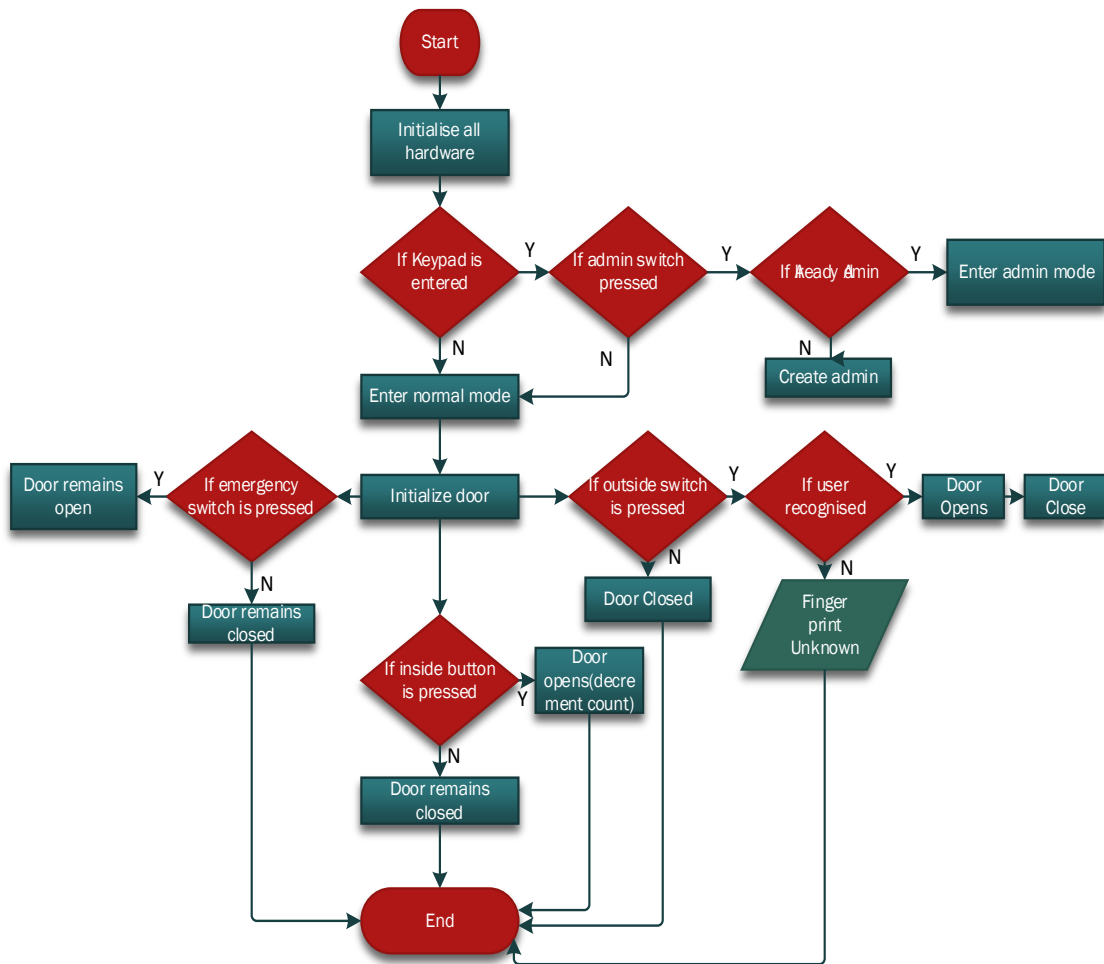 Start
Initialise all
hardware
If Keypad is
entered
Y
If admin switch
pressed
Y
If Already Admin
Y
Enter admin mode
N
N
N
Create admin
Enter normal mode
Door remains
open
Y
If emergency
switch is pressed
Initialize door
If outside switch
is pressed
Y
If user
recognised
Y
Door
Opens
Door
Close
N
N
N
Door remains
closed
Door Closed
Finger
print
Unknown
If inside button
is pressed
Y
Door
opens(decre
ment count)
N
Door remains
closed
End